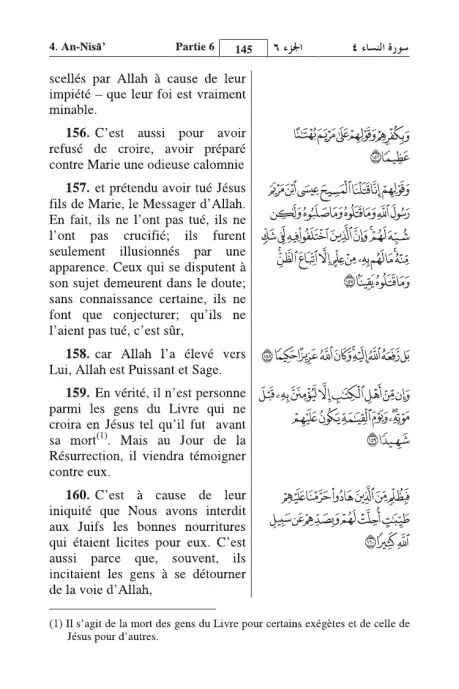 4. An-Nisā’ Partie 6 145 الجزء ٦ سورة النساء ٤
scellés par Allah à cause de leur
impiété – que leur foi est vraiment
minable.
156. C’est aussi pour avoir
refusé de croire, avoir préparé
contre Marie une odieuse calomnie
157. et prétendu avoir tué Jésus
fils de Marie, le Messager d’Allah.
En fait, ils ne l’ont pas tué, ils ne
l’ont pas crucifié; ils furent
seulement illusionnés par une
apparence. Ceux qui se disputent à
son sujet demeurent dans le doute;
sans connaissance certaine, ils ne
font que conjecturer; qu’ils ne
l’aient pas tué, c’est sûr,
158. car Allah l’a élevé vers
Lui, Allah est Puissant et Sage.
159. En vérité, il n’est personne
parmi les gens du Livre qui ne
croira en Jésus tel qu’il fut avant
sa mort(1). Mais au Jour de la
Résurrection, il viendra témoigner
contre eux.
160. C’est à cause de leur
iniquité que Nous avons interdit
aux Juifs les bonnes nourritures
qui étaient licites pour eux. C’est
aussi parce que, souvent, ils
incitaient les gens à se détourner
de la voie d’Allah,
وَبِكُفْرِهِمْ وَقَوْلِهِمْ عَلَىٰ مَرْيَمَ بُهْتَٰنًا
عَظِيمًا ١٥٦
وَقَوْلِهِمْ إِنَّا قَتَلْنَا ٱلْمَسِيحَ عِيسَى ٱبْنَ مَرْيَمَ
رَسُولَ ٱللَّهِ وَمَا قَتَلُوهُ وَمَا صَلَبُوهُ وَلَٰكِن
شُبِّهَ لَهُمْ ۚ وَإِنَّ ٱلَّذِينَ ٱخْتَلَفُوا۟ فِيهِ لَفِى شَكٍّ
مِّنْهُ ۚ مَا لَهُم بِهِۦ مِنْ عِلْمٍ إِلَّا ٱتِّبَاعَ ٱلظَّنِّ ۚ
وَمَا قَتَلُوهُ يَقِينًۢا ١٥٧
بَل رَّفَعَهُ ٱللَّهُ إِلَيْهِ ۚ وَكَانَ ٱللَّهُ عَزِيزًا حَكِيمًا ١٥٨
وَإِن مِّنْ أَهْلِ ٱلْكِتَٰبِ إِلَّا لَيُؤْمِنَنَّ بِهِۦ قَبْلَ
مَوْتِهِۦ ۖ وَيَوْمَ ٱلْقِيَٰمَةِ يَكُونُ عَلَيْهِمْ
شَهِيدًا ١٥٩
فَبِظُلْمٍ مِّنَ ٱلَّذِينَ هَادُوا۟ حَرَّمْنَا عَلَيْهِمْ
طَيِّبَٰتٍ أُحِلَّتْ لَهُمْ وَبِصَدِّهِمْ عَن سَبِيلِ
ٱللَّهِ كَثِيرًا ١٦٠
(1) Il s’agit de la mort des gens du Livre pour certains exégètes et de celle de
Jésus pour d’autres.